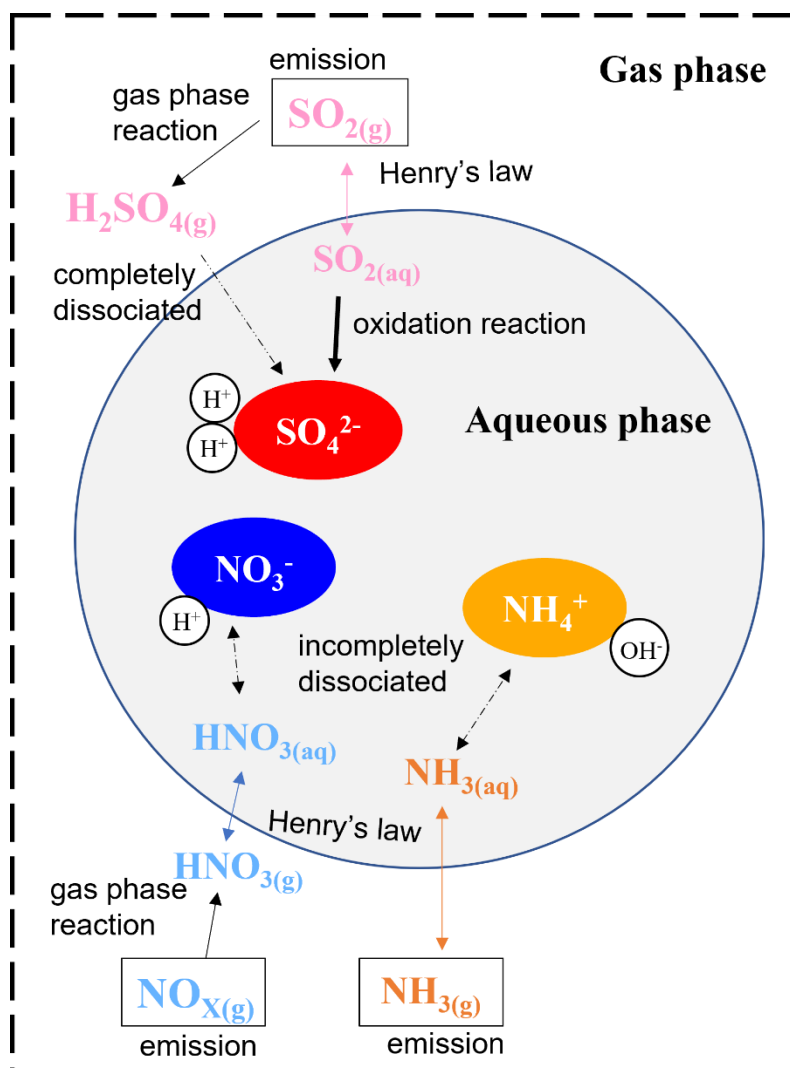 emission
Gas phase
gas phase
reaction
SO₂(g)
Henry's law
H₂SO₄(g)
SO₂(aq)
completely
dissociated
oxidation reaction
H⁺
H⁺
SO₄²⁻
Aqueous phase
NO₃⁻
H⁺
NH₄⁺
OH⁻
incompletely
dissociated
HNO₃(aq)
NH₃(aq)
Henry's law
HNO₃(g)
gas phase
reaction
NOX(g)
NH₃(g)
emission
emission